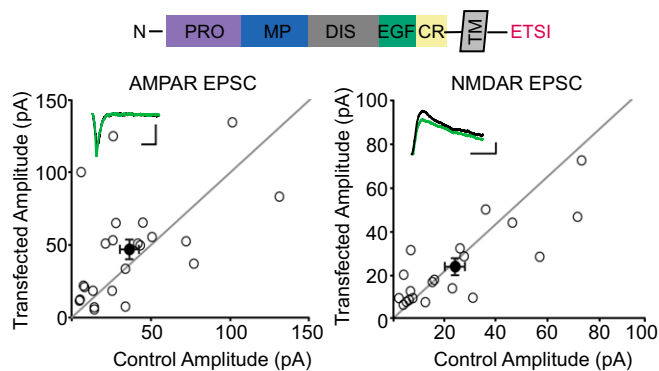 N PRO MP DIS EGF CR TM ETSI
AMPAR EPSC
Transfected Amplitude (pA)
150
100
50
0
50 100 150
Control Amplitude (pA)
NMDAR EPSC
Transfected Amplitude (pA)
100
80
60
40
20
0
0 20 40 60 80 100
Control Amplitude (pA)